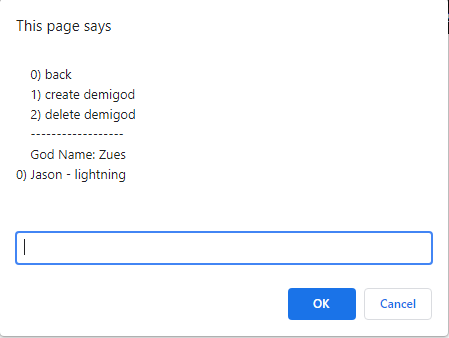 This page says
0) back
1) create demigod
2) delete demigod
------------------
God Name: Zues
0) Jason - lightning
OK
Cancel